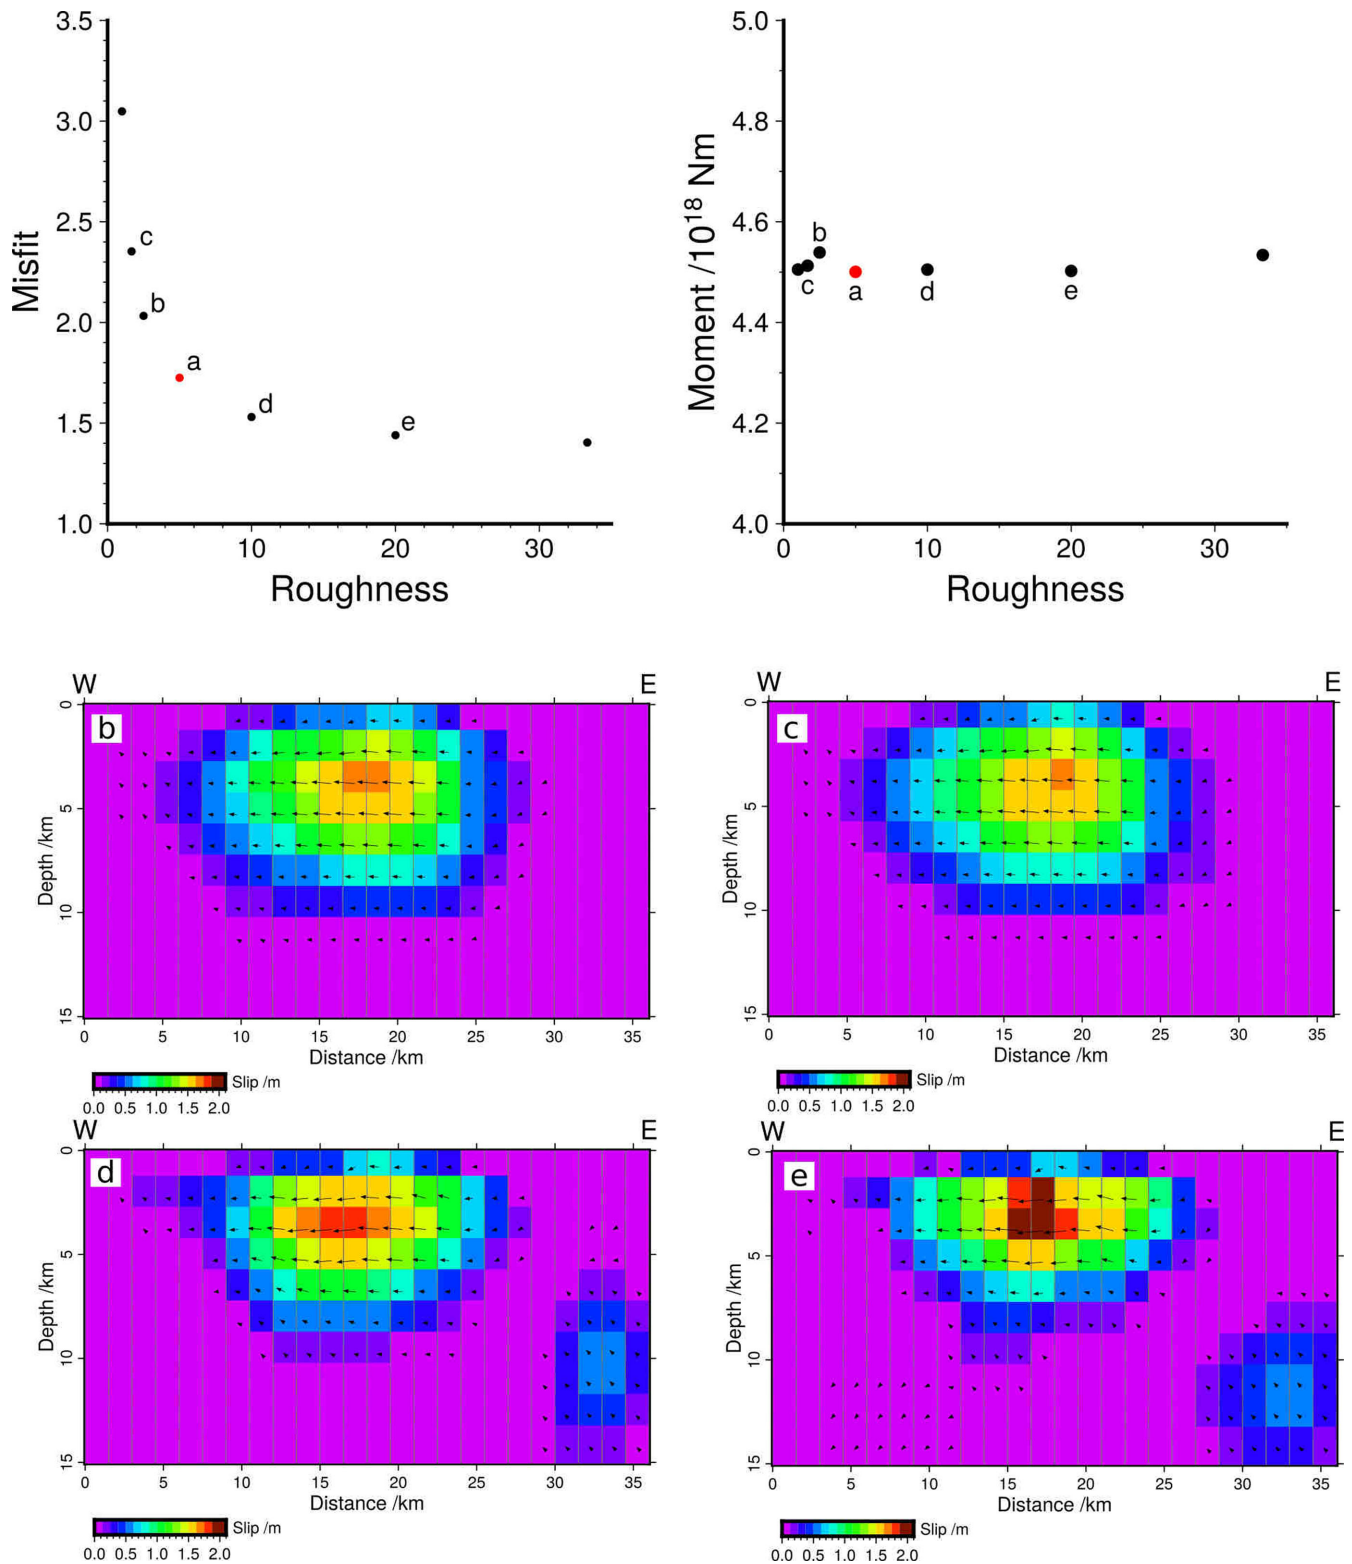 3.5
3.0
2.5
2.0
1.5
1.0
Misfit
c
b
a
d
e
0 10 20 30
Roughness
5.0
4.8
4.6
4.4
4.2
4.0
Moment /10¹⁸ Nm
b
c a d e
0 10 20 30
Roughness
W E
b
0
5
10
15
Depth /km
0 5 10 15 20 25 30 35
Distance /km
Slip /m
0.0 0.5 1.0 1.5 2.0
W E
c
0
5
10
15
Depth /km
0 5 10 15 20 25 30 35
Distance /km
Slip /m
0.0 0.5 1.0 1.5 2.0
W E
d
0
5
10
15
Depth /km
0 5 10 15 20 25 30 35
Distance /km
Slip /m
0.0 0.5 1.0 1.5 2.0
W E
e
0
5
10
15
Depth /km
0 5 10 15 20 25 30 35
Distance /km
Slip /m
0.0 0.5 1.0 1.5 2.0